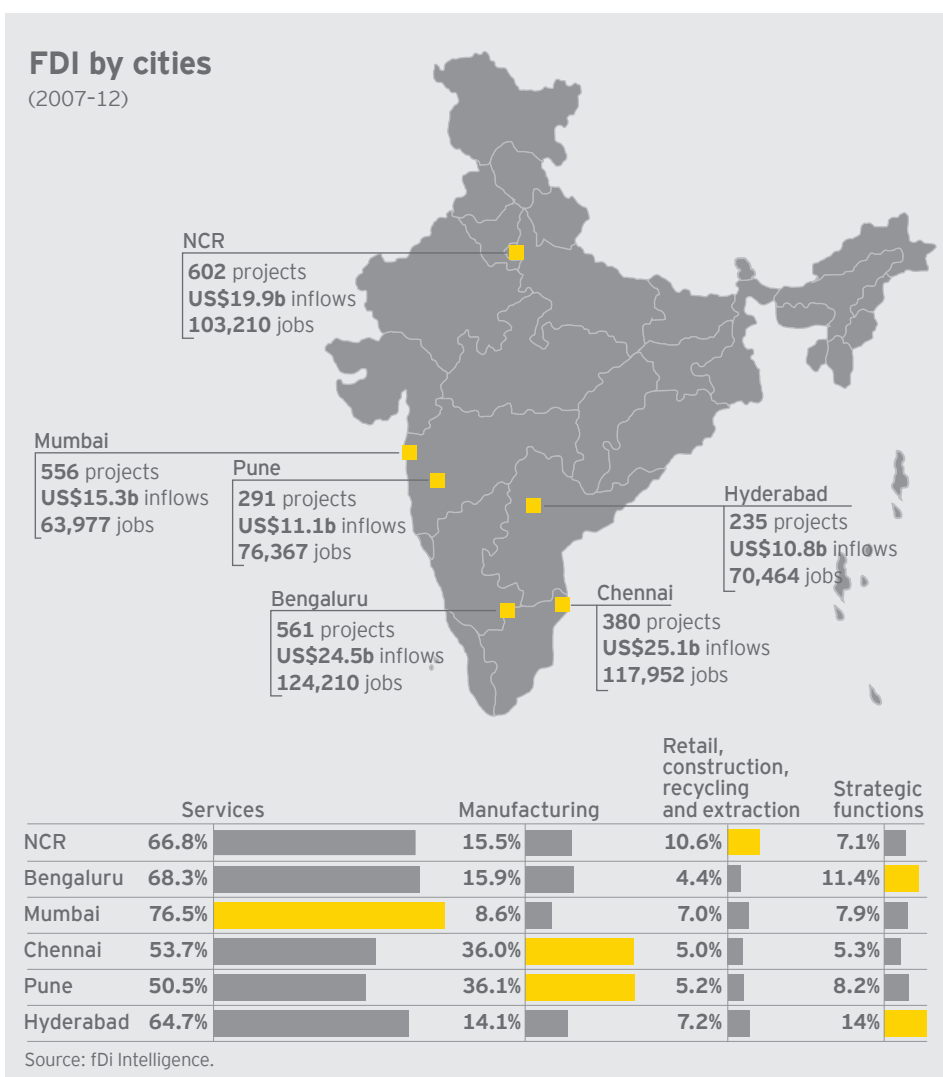 FDI by cities
(2007–12)
NCR
602 projects
US$19.9b inflows
103,210 jobs
Mumbai
556 projects
US$15.3b inflows
63,977 jobs
Pune
291 projects
US$11.1b inflows
76,367 jobs
Hyderabad
235 projects
US$10.8b inflows
70,464 jobs
Bengaluru
561 projects
US$24.5b inflows
124,210 jobs
Chennai
380 projects
US$25.1b inflows
117,952 jobs
Services
Manufacturing
Retail,
construction,
recycling
and extraction
Strategic
functions
NCR 66.8% 15.5% 10.6% 7.1%
Bengaluru 68.3% 15.9% 4.4% 11.4%
Mumbai 76.5% 8.6% 7.0% 7.9%
Chennai 53.7% 36.0% 5.0% 5.3%
Pune 50.5% 36.1% 5.2% 8.2%
Hyderabad 64.7% 14.1% 7.2% 14%
Source: fDi Intelligence.